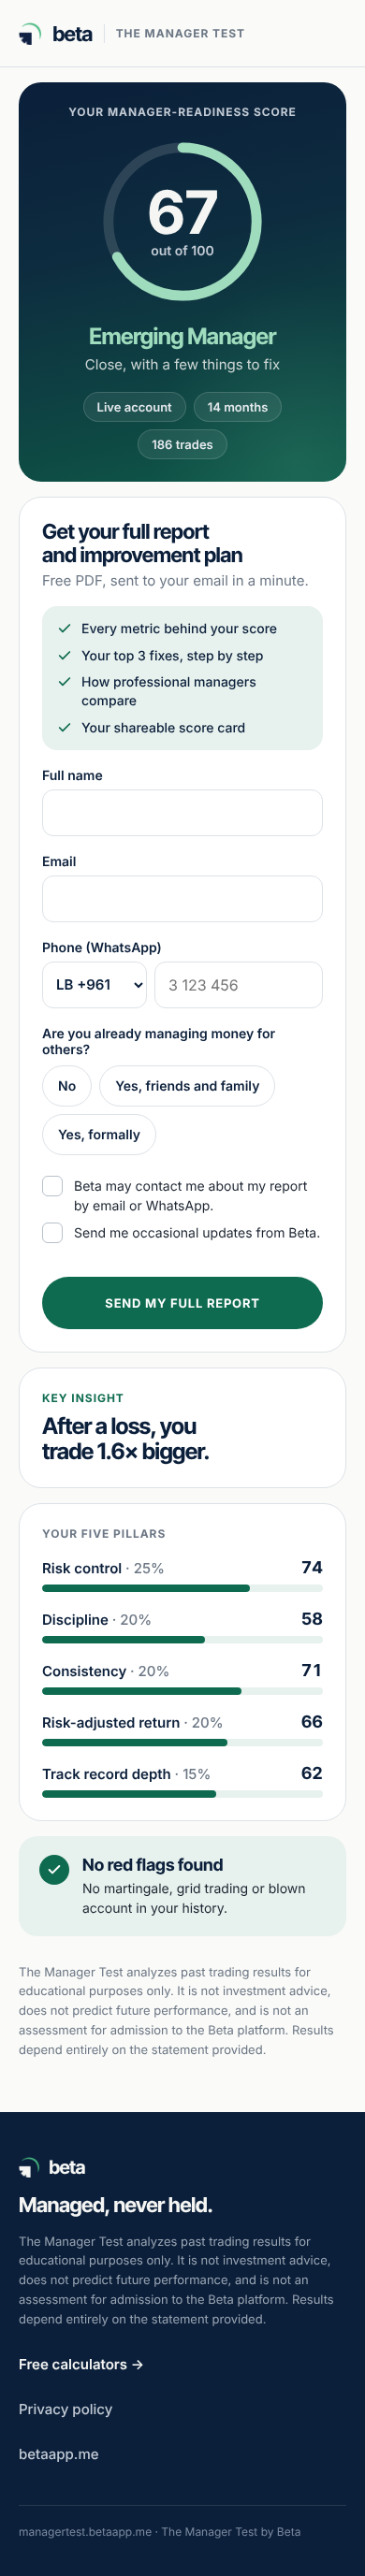 beta THE MANAGER TEST
YOUR MANAGER-READINESS SCORE
67
out of 100
Emerging Manager
Close, with a few things to fix
Live account 14 months
186 trades
Get your full report
and improvement plan
Free PDF, sent to your email in a minute.
Every metric behind your score
Your top 3 fixes, step by step
How professional managers
compare
Your shareable score card
Full name
Email
Phone (WhatsApp)
LB +961 3 123 456
Are you already managing money for
others?
No Yes, friends and family
Yes, formally
Beta may contact me about my report
by email or WhatsApp.
Send me occasional updates from Beta.
SEND MY FULL REPORT
KEY INSIGHT
After a loss, you
trade 1.6× bigger.
YOUR FIVE PILLARS
Risk control · 25% 74
Discipline · 20% 58
Consistency · 20% 71
Risk-adjusted return · 20% 66
Track record depth · 15% 62
No red flags found
No martingale, grid trading or blown
account in your history.
The Manager Test analyzes past trading results for
educational purposes only. It is not investment advice,
does not predict future performance, and is not an
assessment for admission to the Beta platform. Results
depend entirely on the statement provided.
beta
Managed, never held.
The Manager Test analyzes past trading results for
educational purposes only. It is not investment advice,
does not predict future performance, and is not an
assessment for admission to the Beta platform. Results
depend entirely on the statement provided.
Free calculators →
Privacy policy
betaapp.me
managertest.betaapp.me · The Manager Test by Beta